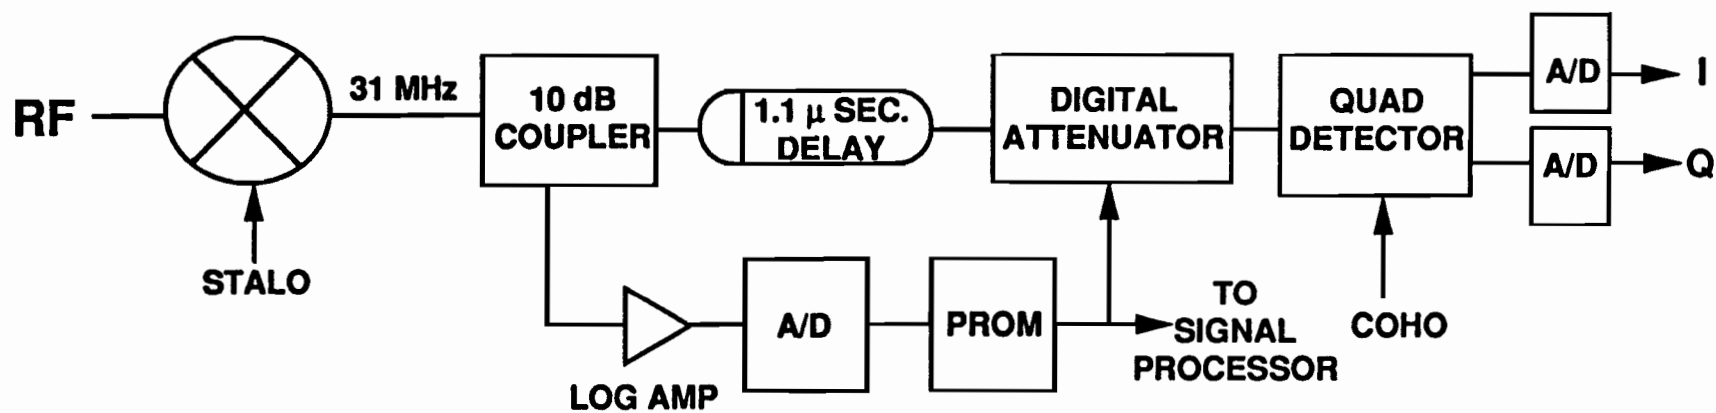 RF
31 MHz
STALO
10 dB
COUPLER
1.1 μ SEC.
DELAY
DIGITAL
ATTENUATOR
QUAD
DETECTOR
A/D
I
A/D
Q
LOG AMP
A/D
PROM
TO
SIGNAL
PROCESSOR
COHO